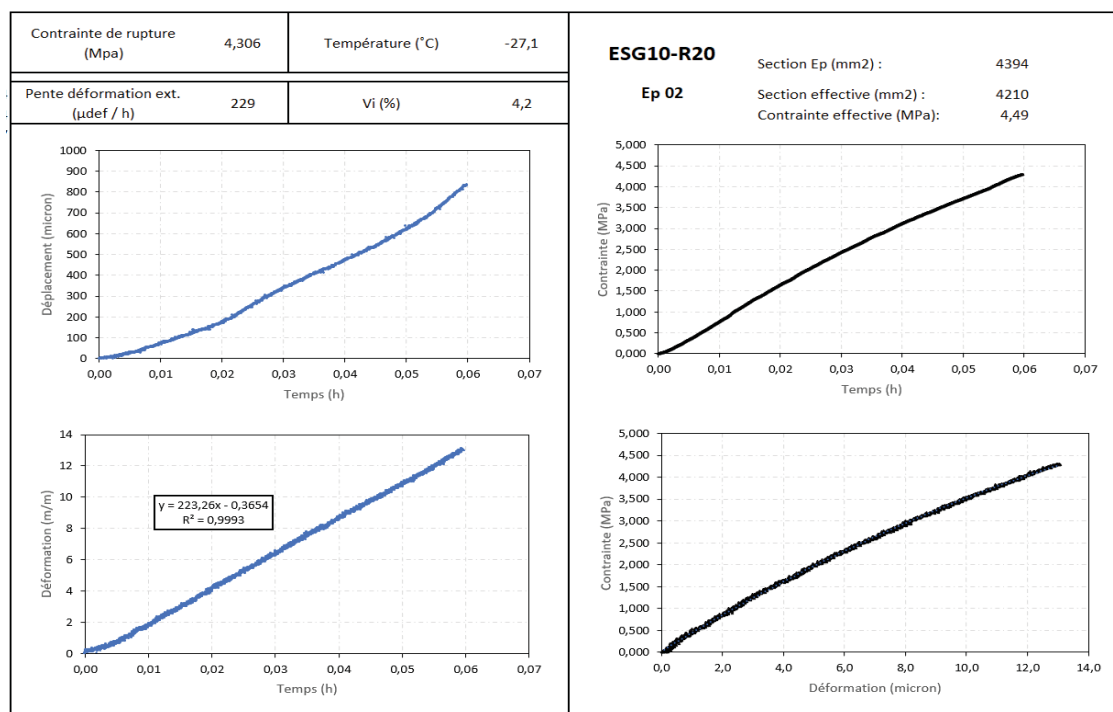 Contrainte de rupture
(Mpa)
4,306
Température (˚C)
-27,1
Pente déformation ext.
(µdef / h)
229
Vi (%)
4,2
ESG10-R20
Ep 02
Section Ep (mm2) :
4394
Section effective (mm2) :
4210
Contrainte effective (MPa):
4,49
Déplacement (micron)
1000
900
800
700
600
500
400
300
200
100
0
0,00 0,01 0,02 0,03 0,04 0,05 0,06 0,07
Temps (h)
Contrainte (MPa)
5,000
4,500
4,000
3,500
3,000
2,500
2,000
1,500
1,000
0,500
0,000
0,00 0,01 0,02 0,03 0,04 0,05 0,06 0,07
Temps (h)
Déformation (m/m)
14
12
10
8
6
4
2
0
y = 223,26x - 0,3654
R² = 0,9993
0,00 0,01 0,02 0,03 0,04 0,05 0,06 0,07
Temps (h)
Contrainte (MPa)
5,000
4,500
4,000
3,500
3,000
2,500
2,000
1,500
1,000
0,500
0,000
0,0 2,0 4,0 6,0 8,0 10,0 12,0 14,0
Déformation (micron)